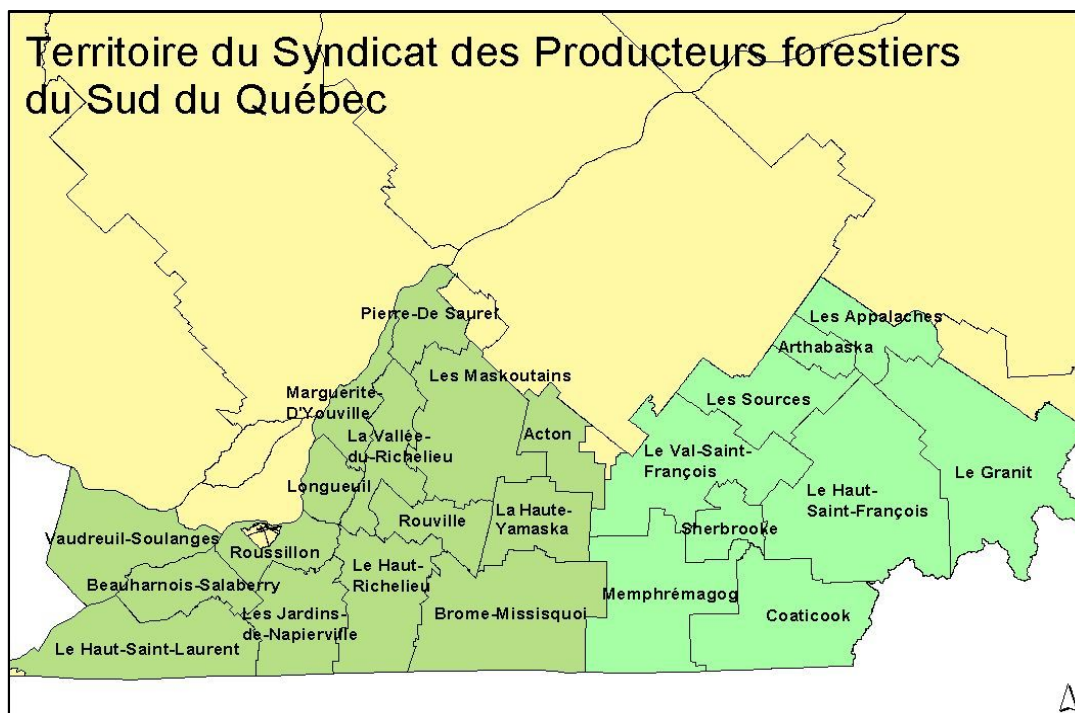 Territoire du Syndicat des Producteurs forestiers
du Sud du Québec
Pierre-De Saurel
Les Appalaches
Arthabaska
Les Maskoutains
Marguerite-
D'Youville
Les Sources
Acton
La Vallée-
du-Richelieu
Le Val-Saint-
François
Le Granit
Longueuil
Le Haut-
Saint-François
La Haute-
Yamaska
Rouville
Sherbrooke
Vaudreuil-Soulanges
Roussillon
Le Haut-
Richelieu
Beauharnois-Salaberry
Memphrémagog
Les Jardins-
de-Napierville
Brome-Missisquoi
Coaticook
Le Haut-Saint-Laurent